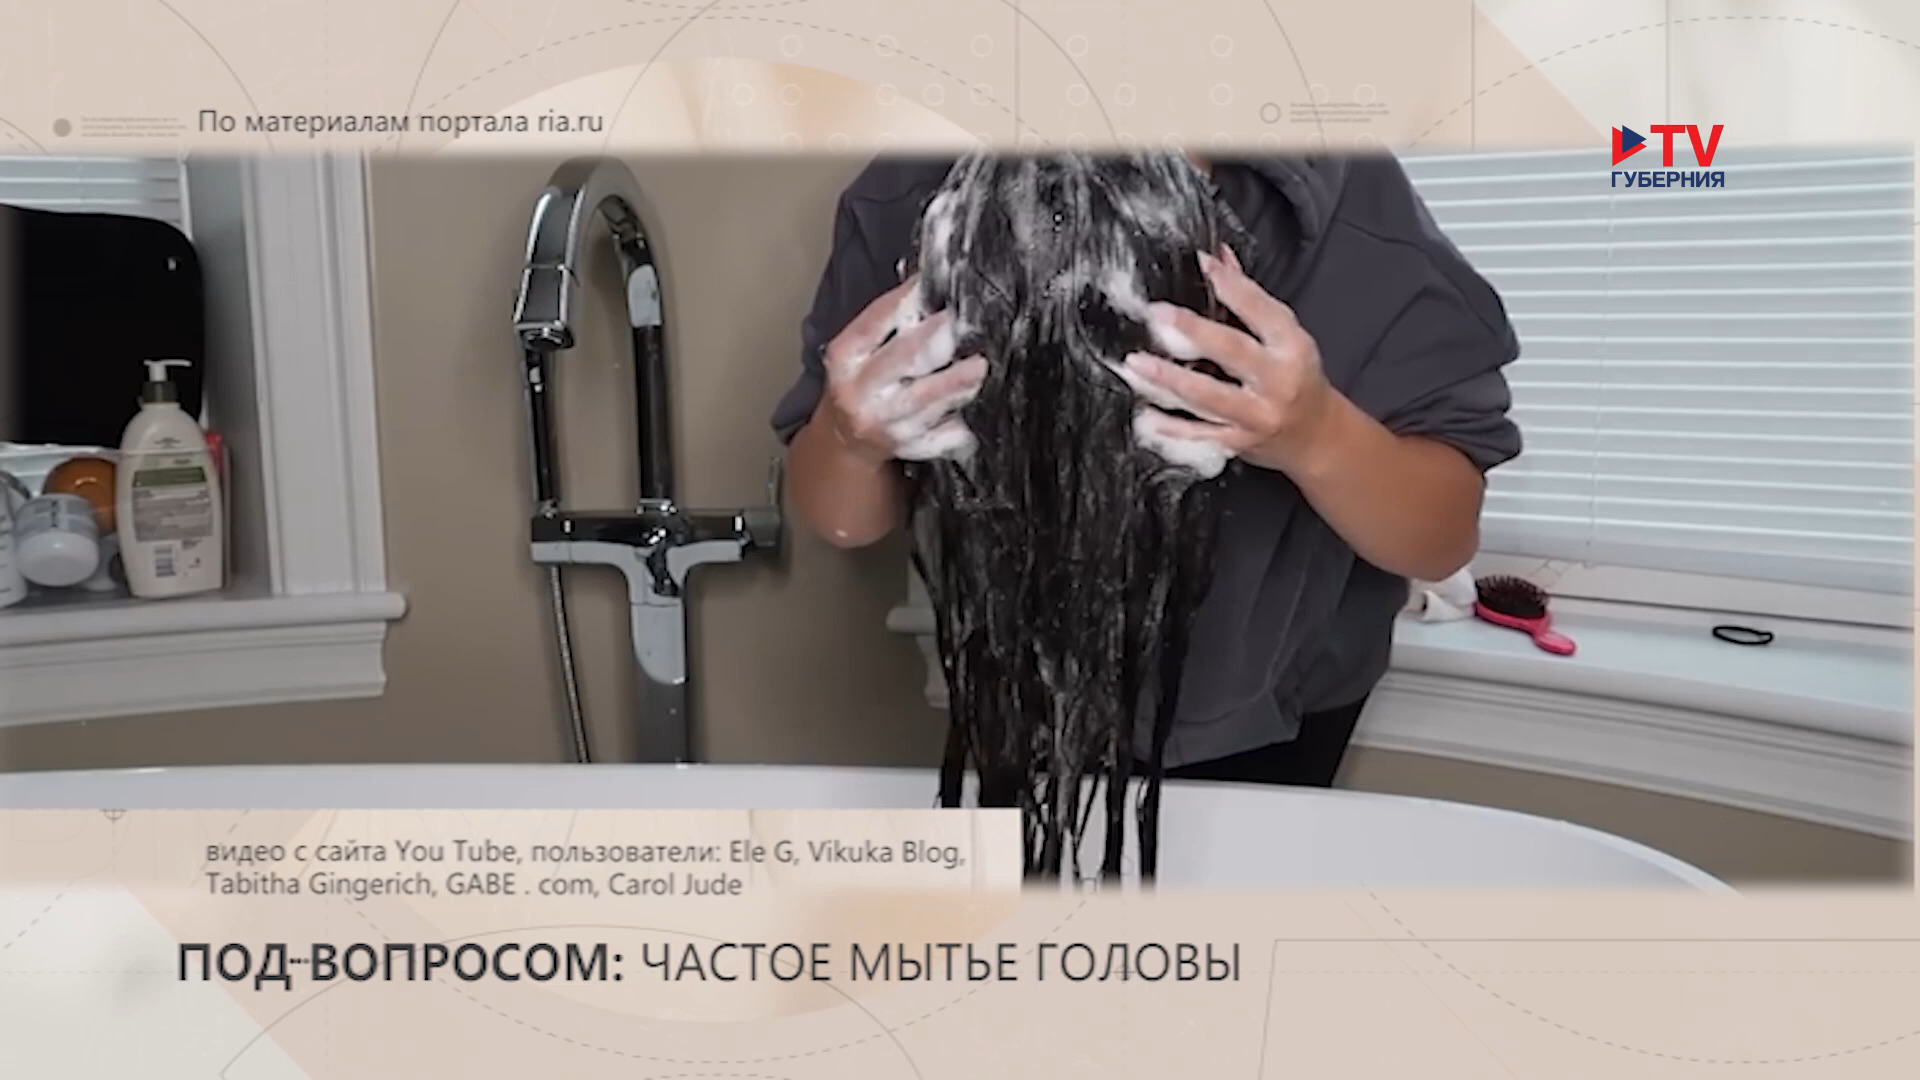 По материалам портала ria.ru
TV
ГУБЕРНИЯ
видео с сайта You Tube, пользователи: Ele G, Vikuka Blog,
Tabitha Gingerich, GABE . com, Carol Jude
ПОД ВОПРОСОМ: ЧАСТОЕ МЫТЬЕ ГОЛОВЫ